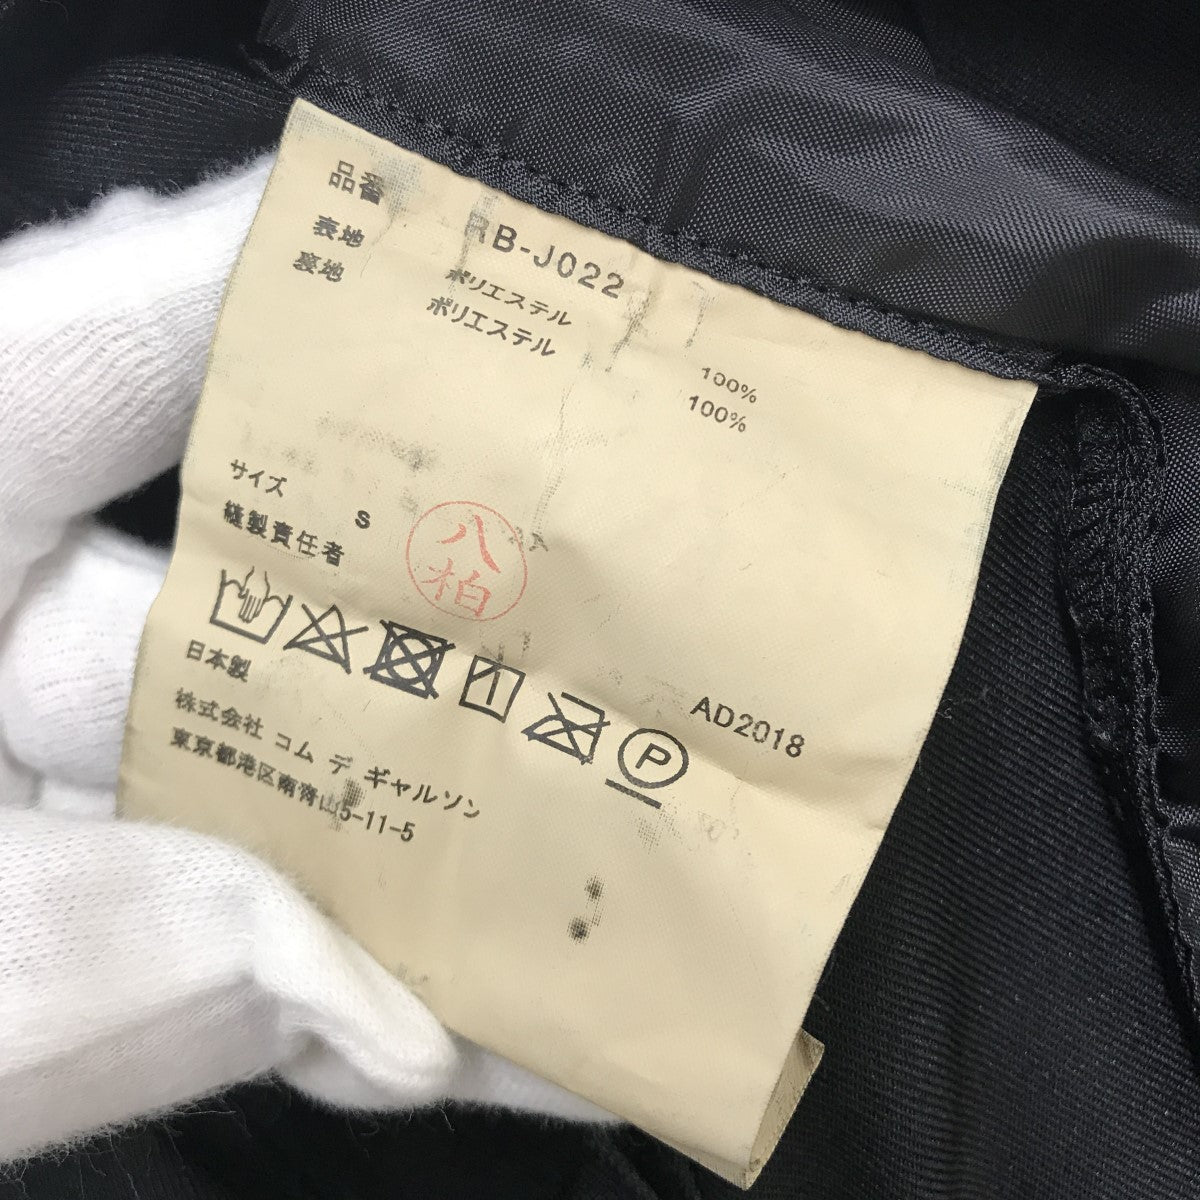 品番 RB-J022
表地 ポリエステル 100%
裏地 ポリエステル 100%
サイズ S
縫製責任者 八柏
P
AD2018
日本製
株式会社 コム デ ギャルソン
東京都港区南青山5-11-5